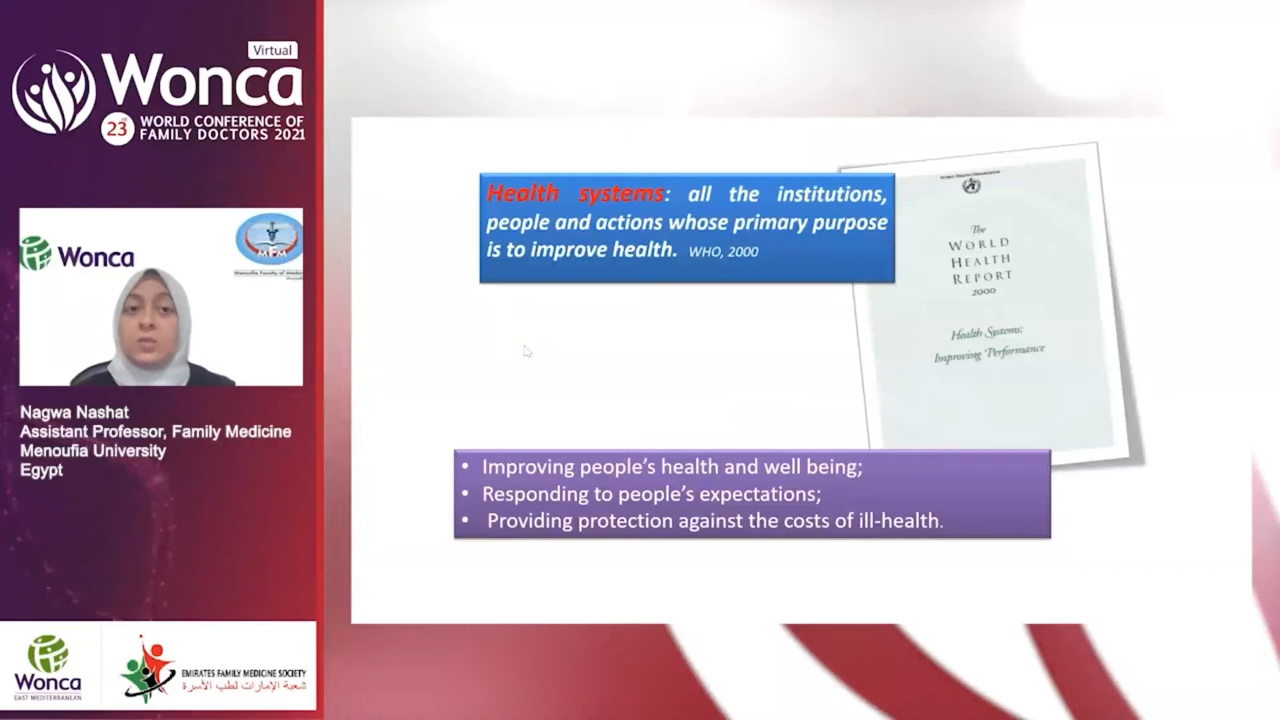 Virtual
Wonca
23rd WORLD CONFERENCE OF
FAMILY DOCTORS 2021
Wonca
MFM
Nagwa Nashat
Assistant Professor, Family Medicine
Menoufia University
Egypt
Wonca
EAST MEDITERRANEAN
EMIRATES FAMILY MEDICINE SOCIETY
شعبة الإمارات لطب الأسرة
Health systems: all the institutions,
people and actions whose primary purpose
is to improve health. WHO, 2000
The
WORLD
HEALTH
REPORT
2000
Health Systems:
Improving Performance
• Improving people's health and well being;
• Responding to people's expectations;
• Providing protection against the costs of ill-health.